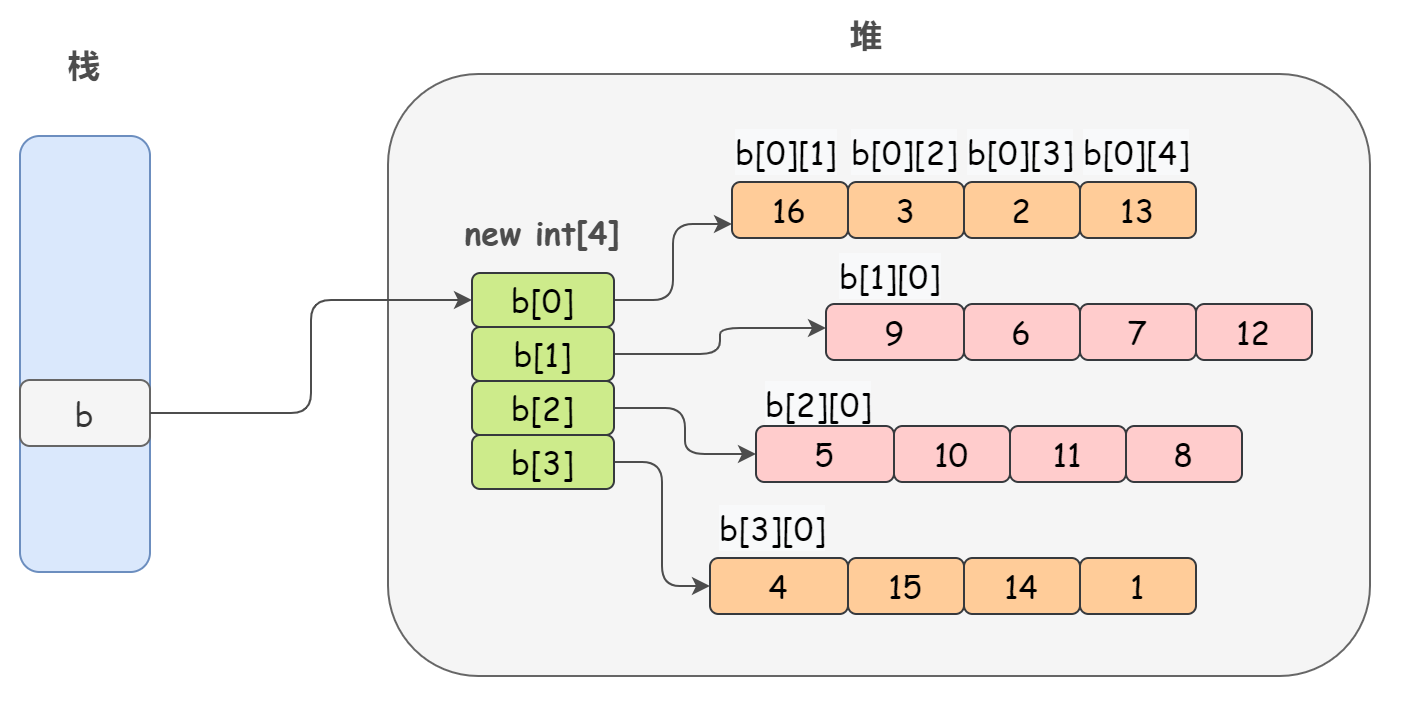 栈
堆
b[0][1] b[0][2] b[0][3] b[0][4]
16 3 2 13
new int[4]
b[0]
b[1][0]
9 6 7 12
b[1]
b[2]
b[2][0]
b
5 10 11 8
b[3]
b[3][0]
4 15 14 1